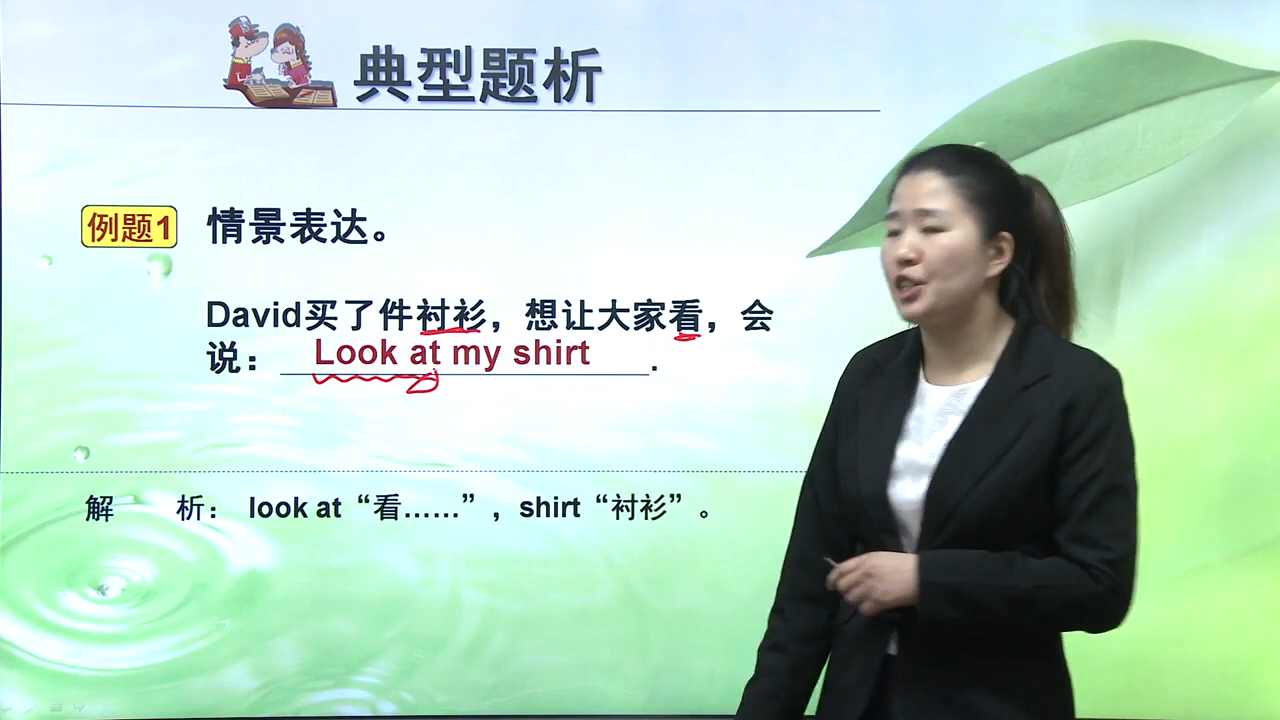 典型题析
例题1 情景表达。
David买了件衬衫，想让大家看，会
说： Look at my shirt .
解 析： look at“看……”，shirt“衬衫”。